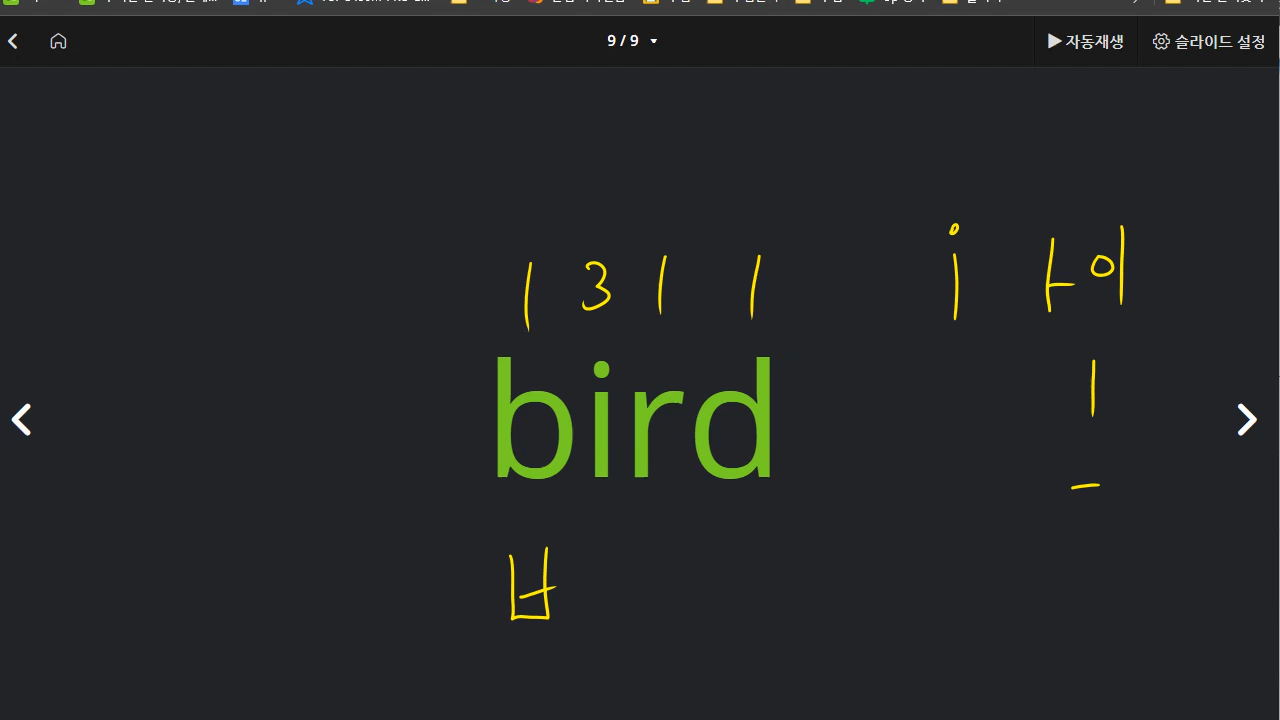 9 / 9
자동재생
슬라이드 설정
1 3 1 1
i ㅏ이
ㅣ
bird
ㅡ
ㅂ